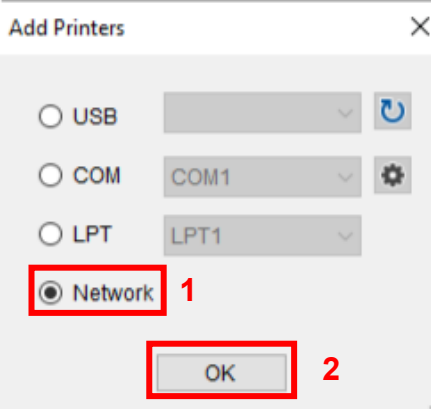 Add Printers
USB
COM COM1
LPT LPT1
Network 1
OK 2